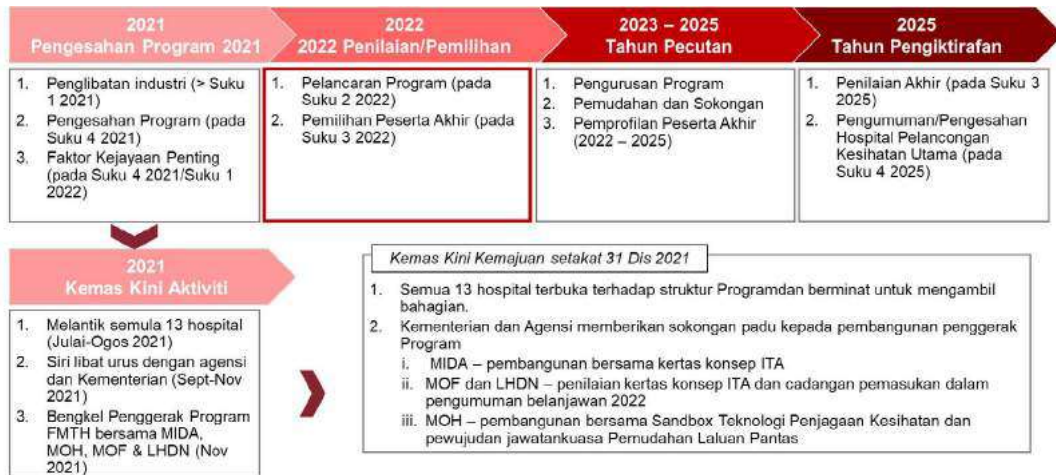 2021
Pengesahan Program 2021
2022
2022 Penilaian/Pemilihan
2023 – 2025
Tahun Pecutan
2025
Tahun Pengiktirafan
1. Penglibatan industri (> Suku
1 2021)
2. Pengesahan Program (pada
Suku 4 2021)
3. Faktor Kejayaan Penting
(pada Suku 4 2021/Suku 1
2022)
1. Pelancaran Program (pada
Suku 2 2022)
2. Pemilihan Peserta Akhir (pada
Suku 3 2022)
1. Pengurusan Program
2. Pemudahan dan Sokongan
3. Pemprofilan Peserta Akhir
(2022 – 2025)
1. Penilaian Akhir (pada Suku 3
2025)
2. Pengumuman/Pengesahan
Hospital Pelancongan
Kesihatan Utama (pada
Suku 4 2025)
2021
Kemas Kini Aktiviti
1. Melantik semula 13 hospital
(Julai-Ogos 2021)
2. Siri libat urus dengan agensi
dan Kementerian (Sept-Nov
2021)
3. Bengkel Penggerak Program
FMTH bersama MIDA,
MOH, MOF & LHDN (Nov
2021)
Kemas Kini Kemajuan setakat 31 Dis 2021
1. Semua 13 hospital terbuka terhadap struktur Programdan berminat untuk mengambil
bahagian.
2. Kementerian dan Agensi memberikan sokongan padu kepada pembangunan penggerak
Program
i. MIDA – pembangunan bersama kertas konsep ITA
ii. MOF dan LHDN – penilaian kertas konsep ITA dan cadangan pemasukan dalam
pengumuman belanjawan 2022
iii. MOH – pembangunan bersama Sandbox Teknologi Penjagaan Kesihatan dan
pewujudan jawatankuasa Pemudahan Laluan Pantas